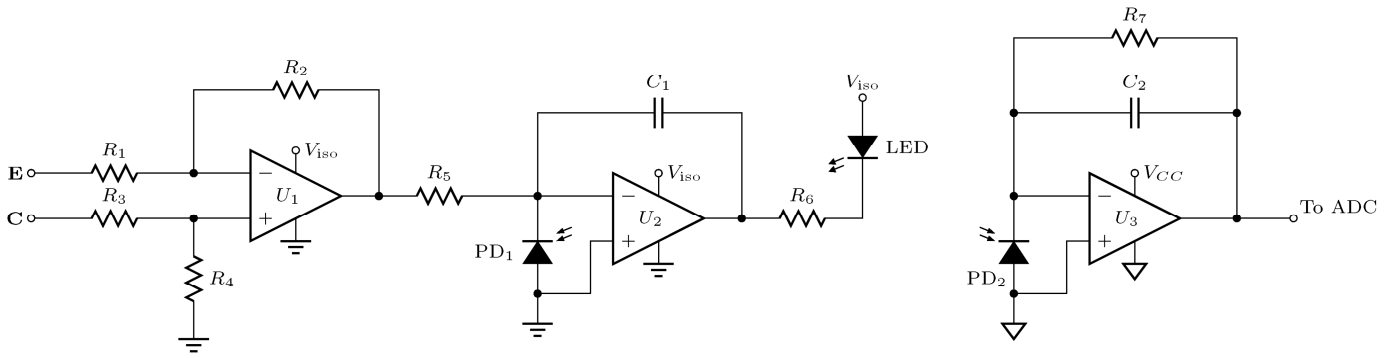 R7
R2
C1
Viso
C2
R1
Viso
LED
E
−
Viso
VCC
R3
U1
R5
−
R6
−
C
+
U2
U3
To ADC
PD1
+
+
R4
PD2